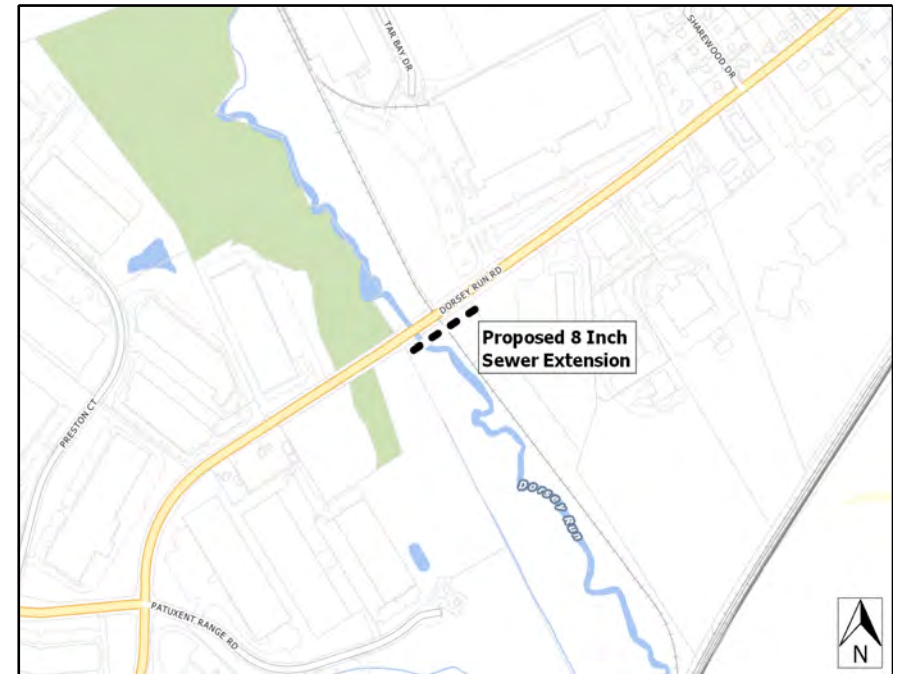 TAR BAY DR
SHAREWOOD DR
DORSEY RUN RD
Proposed 8 Inch
Sewer Extension
PRESTON CT
Dorsey Run
PATUXENT RANGE RD
N